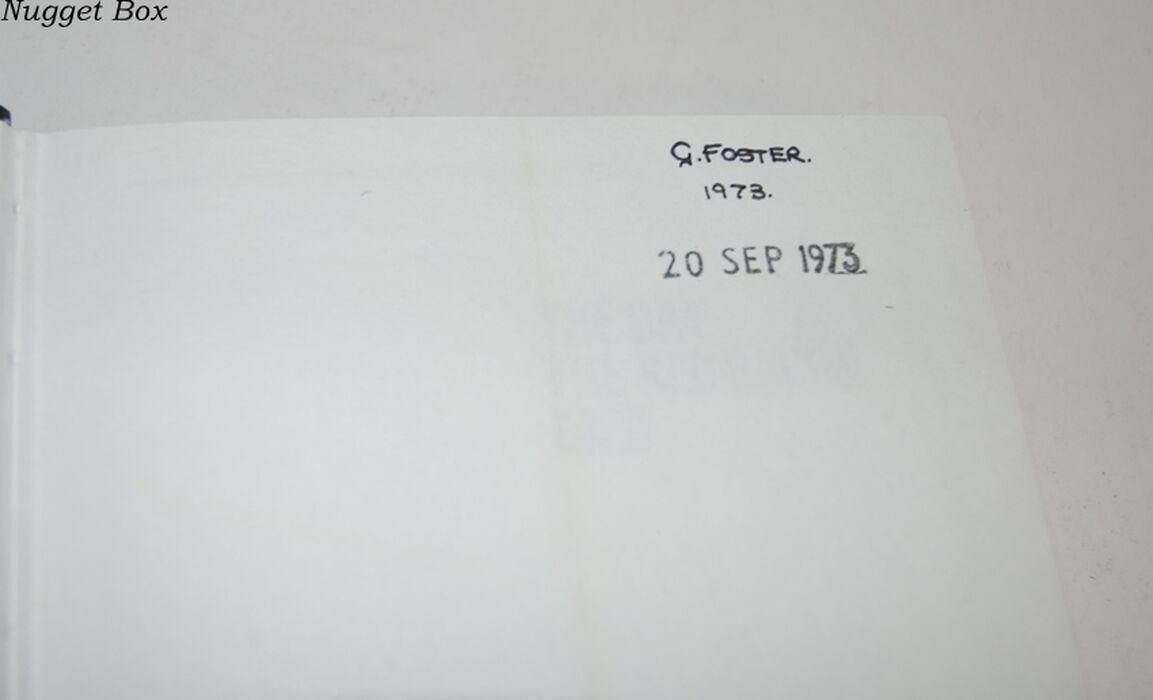 Nugget Box
G.FOSTER.
1973.
20 SEP 1973